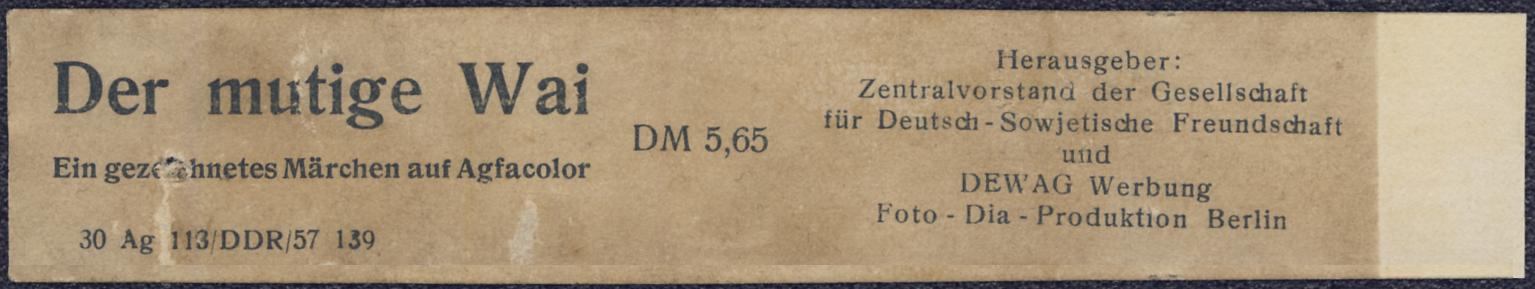 Der mutige Wai
Ein gezeichnetes Märchen auf Agfacolor
30 Ag 113/DDR/57 139
DM 5,65
Herausgeber:
Zentralvorstand der Gesellschaft
für Deutsch-Sowjetische Freundschaft
und
DEWAG Werbung
Foto - Dia - Produktion Berlin